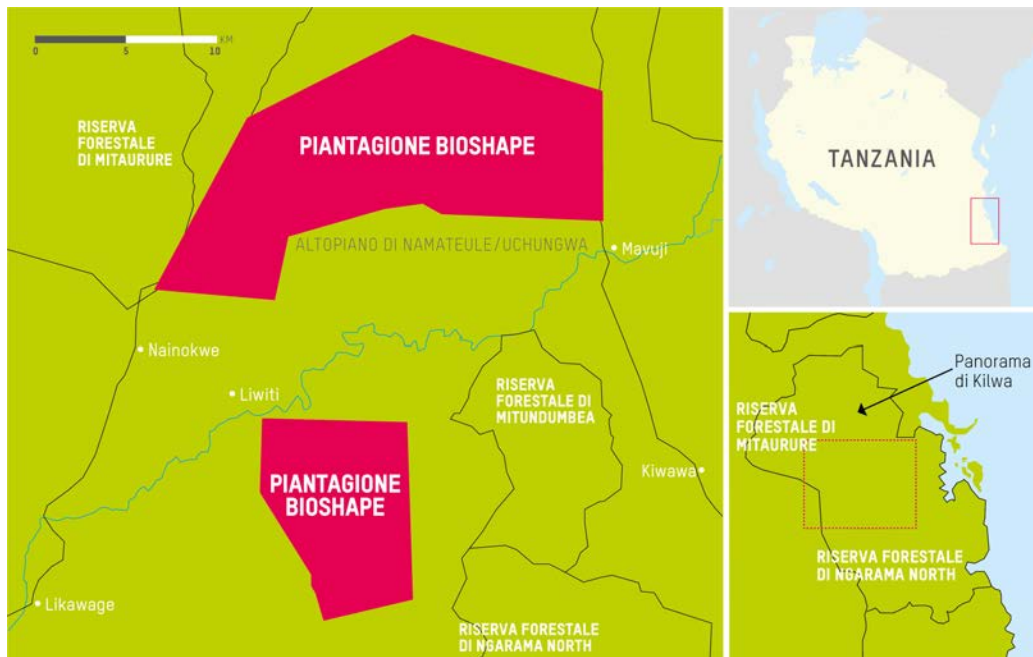 KM
0 5 10
RISERVA
FORESTALE
DI MITAURURE
PIANTAGIONE BIOSHAPE
ALTOPIANO DI NAMATEULE/UCHUNGWA
Mavuji
Nainokwe
Liwiti
RISERVA
FORESTALE DI
MITUNDUMBEA
Kiwawa
PIANTAGIONE
BIOSHAPE
Likawage
RISERVA FORESTALE
DI NGARAMA NORTH
TANZANIA
Panorama
di Kilwa
RISERVA
FORESTALE DI
MITAURURE
RISERVA FORESTALE
DI NGARAMA NORTH